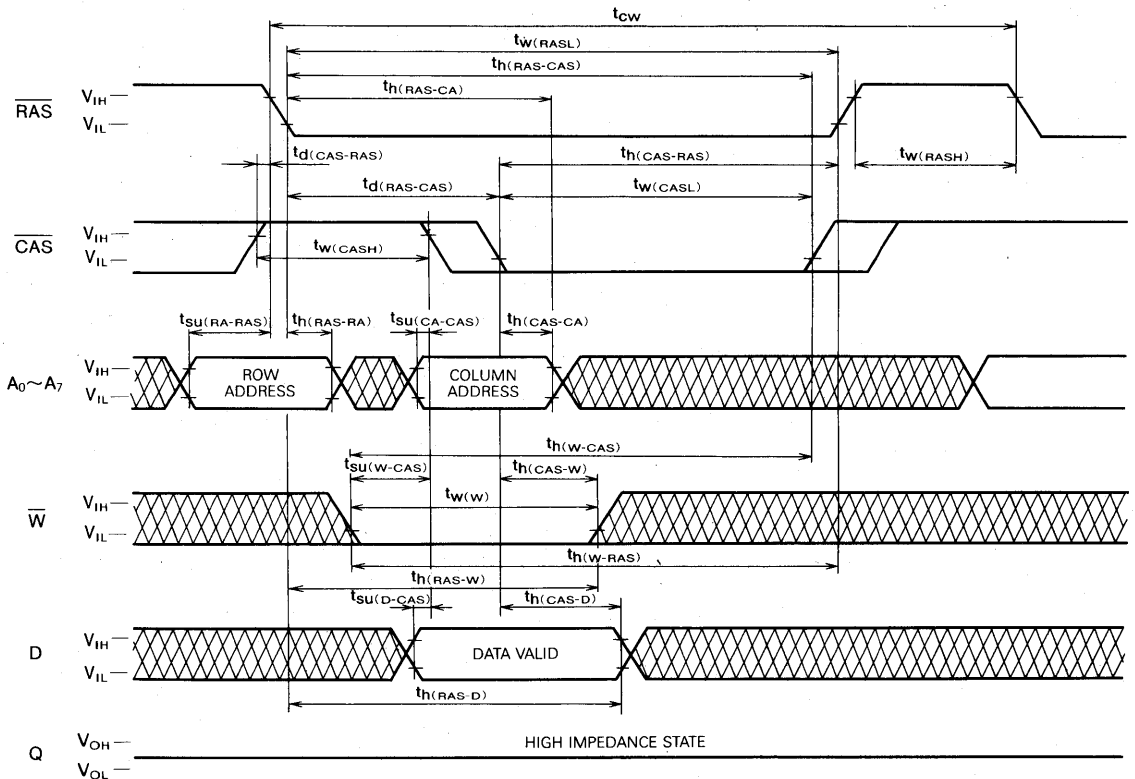 tCW
tW(RASL)
th(RAS-CAS)
th(RAS-CA)
RAS
VIH
VIL
td(CAS-RAS)
th(CAS-RAS)
tW(RASH)
td(RAS-CAS)
tW(CASL)
CAS
VIH
VIL
tW(CASH)
tsu(RA-RAS)
th(RAS-RA)
tsu(CA-CAS)
th(CAS-CA)
A0~A7
VIH
VIL
ROW ADDRESS
COLUMN ADDRESS
th(W-CAS)
tsu(W-CAS)
th(CAS-W)
W
VIH
VIL
tW(W)
th(W-RAS)
th(RAS-W)
tsu(D-CAS)
th(CAS-D)
D
VIH
VIL
DATA VALID
th(RAS-D)
Q
VOH
VOL
HIGH IMPEDANCE STATE